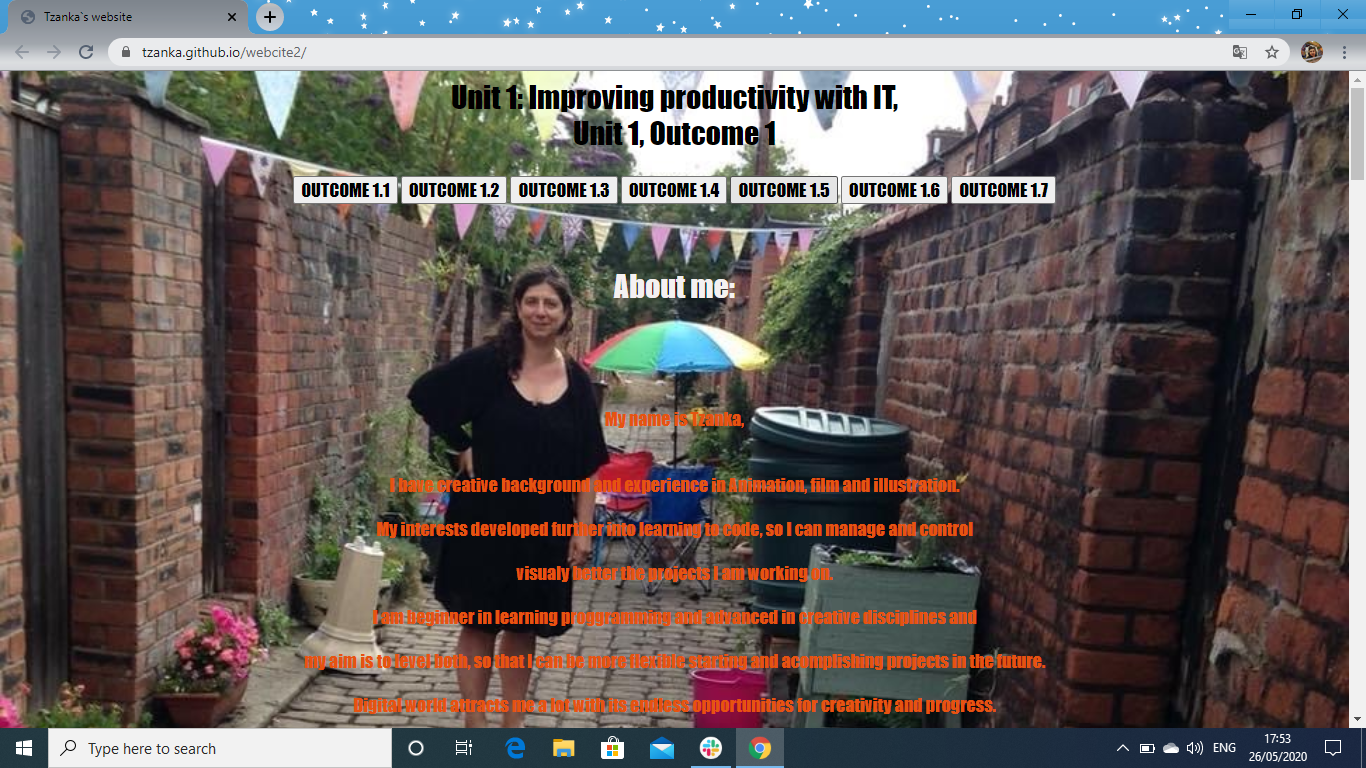 Tzanka`s website
tzanka.github.io/webcite2/
Unit 1: Improving productivity with IT,
Unit 1, Outcome 1
OUTCOME 1.1 OUTCOME 1.2 OUTCOME 1.3 OUTCOME 1.4 OUTCOME 1.5 OUTCOME 1.6 OUTCOME 1.7
About me:
My name is Tzanka,
I have creative background and experience in Animation, film and illustration.
My interests developed further into learning to code, so I can manage and control
visualy better the projects I am working on.
I am beginner in learning proggramming and advanced in creative disciplines and
my aim is to level both, so that I can be more flexible starting and acomplishing projects in the future.
Digital world attracts me a lot with its endless opportunities for creativity and progress.
Type here to search
ENG
17:53
26/05/2020